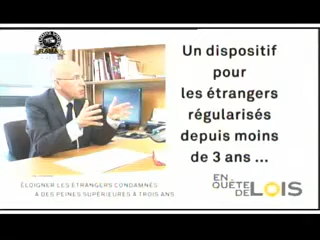 Un dispositif
pour
les étrangers
régularisés
depuis moins
de 3 ans ...
ÉLOIGNER LES ÉTRANGERS CONDAMNÉS
À DES PEINES SUPÉRIEURES À TROIS ANS
EN
QUÊTE
DE LOIS